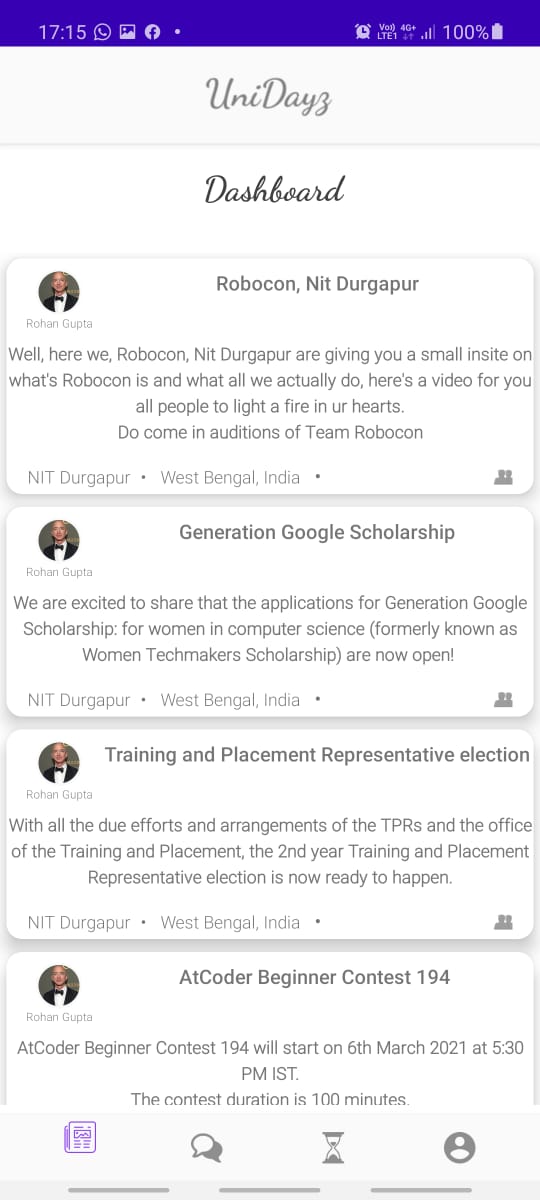 17:15 Vo) 4G+ LTE1 100%
UniDayz
Dashboard
Robocon, Nit Durgapur
Rohan Gupta
Well, here we, Robocon, Nit Durgapur are giving you a small insite on
what's Robocon is and what all we actually do, here's a video for you
all people to light a fire in ur hearts.
Do come in auditions of Team Robocon
NIT Durgapur • West Bengal, India •
Generation Google Scholarship
Rohan Gupta
We are excited to share that the applications for Generation Google
Scholarship: for women in computer science (formerly known as
Women Techmakers Scholarship) are now open!
NIT Durgapur • West Bengal, India •
Training and Placement Representative election
Rohan Gupta
With all the due efforts and arrangements of the TPRs and the office
of the Training and Placement, the 2nd year Training and Placement
Representative election is now ready to happen.
NIT Durgapur • West Bengal, India •
AtCoder Beginner Contest 194
Rohan Gupta
AtCoder Beginner Contest 194 will start on 6th March 2021 at 5:30
PM IST.
The contest duration is 100 minutes.